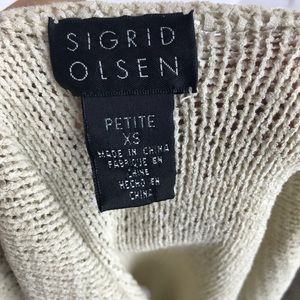 SIGRID
OLSEN
PETITE
XS
MADE IN CHINA
FABRIQUE EN
CHINE
HECHO EN
CHINA